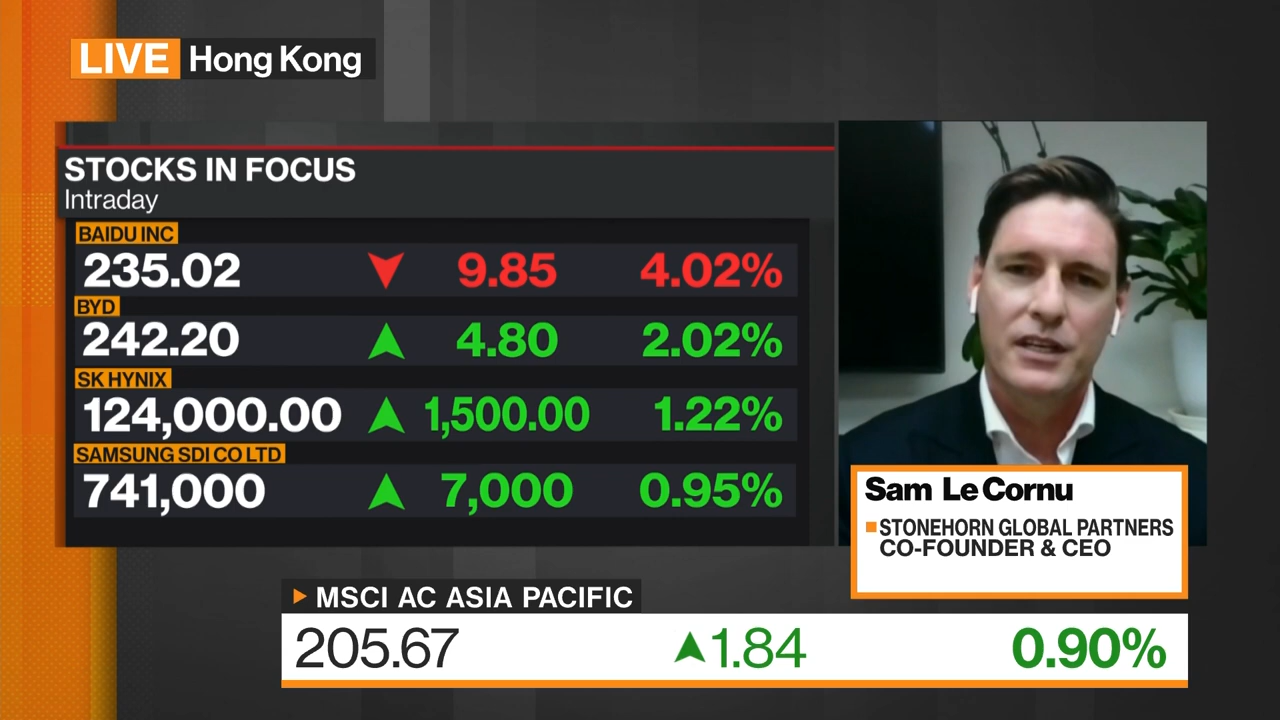 LIVE Hong Kong
STOCKS IN FOCUS
Intraday
BAIDU INC
235.02 ▼ 9.85 4.02%
BYD
242.20 ▲ 4.80 2.02%
SK HYNIX
124,000.00 ▲ 1,500.00 1.22%
SAMSUNG SDI CO LTD
741,000 ▲ 7,000 0.95%
Sam Le Cornu
STONEHORN GLOBAL PARTNERS
CO-FOUNDER & CEO
MSCI AC ASIA PACIFIC
205.67 ▲1.84 0.90%